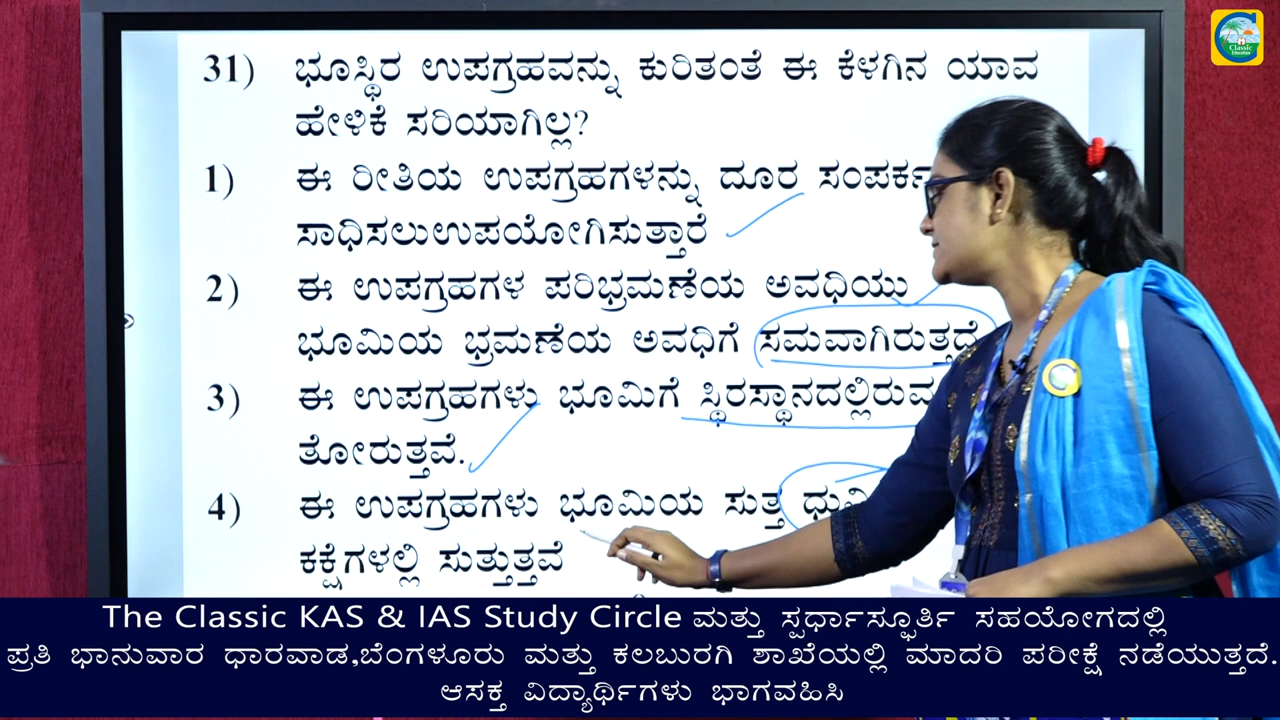 Classic
Education
31) ಭೂಸ್ಥಿರ ಉಪಗ್ರಹವನ್ನು ಕುರಿತಂತೆ ಈ ಕೆಳಗಿನ ಯಾವ
ಹೇಳಿಕೆ ಸರಿಯಾಗಿಲ್ಲ?
1) ಈ ರೀತಿಯ ಉಪಗ್ರಹಗಳನ್ನು ದೂರ ಸಂಪರ್ಕ
ಸಾಧಿಸಲುಉಪಯೋಗಿಸುತ್ತಾರೆ
2) ಈ ಉಪಗ್ರಹಗಳ ಪರಿಭ್ರಮಣೆಯ ಅವಧಿಯು
ಭೂಮಿಯ ಭ್ರಮಣೆಯ ಅವಧಿಗೆ ಸಮವಾಗಿರುತ್ತದೆ
3) ಈ ಉಪಗ್ರಹಗಳು ಭೂಮಿಗೆ ಸ್ಥಿರಸ್ಥಾನದಲ್ಲಿರುವ
ತೋರುತ್ತವೆ.
4) ಈ ಉಪಗ್ರಹಗಳು ಭೂಮಿಯ ಸುತ್ತ
ಕಕ್ಷೆಗಳಲ್ಲಿ ಸುತ್ತುತ್ತವೆ
The Classic KAS & IAS Study Circle ಮತ್ತು ಸ್ಪರ್ಧಾಸ್ಫೂರ್ತಿ ಸಹಯೋಗದಲ್ಲಿ
ಪ್ರತಿ ಭಾನುವಾರ ಧಾರವಾಡ,ಬೆಂಗಳೂರು ಮತ್ತು ಕಲಬುರಗಿ ಶಾಖೆಯಲ್ಲಿ ಮಾದರಿ ಪರೀಕ್ಷೆ ನಡೆಯುತ್ತದೆ.
ಆಸಕ್ತ ವಿದ್ಯಾರ್ಥಿಗಳು ಭಾಗವಹಿಸಿ